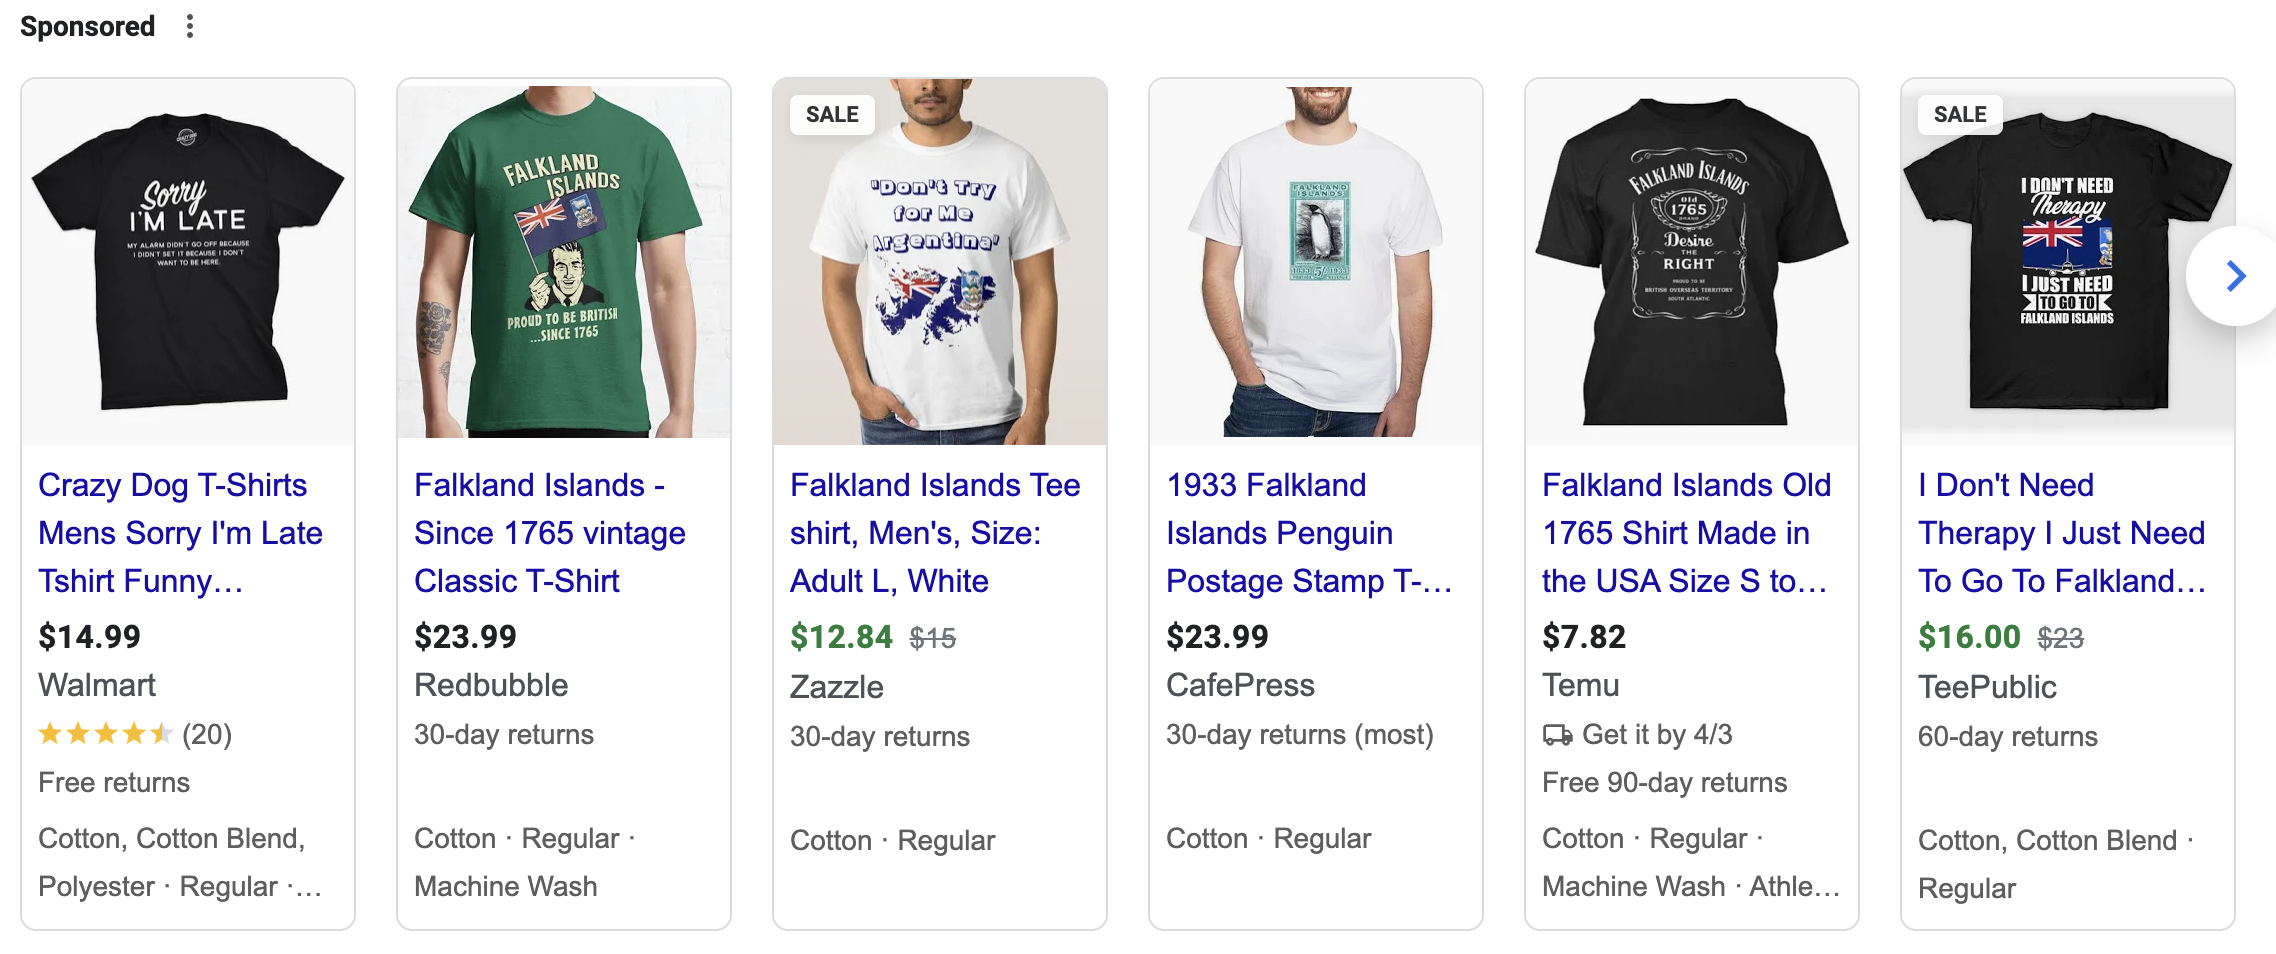 Sponsored
Sorry
I'M LATE
MY ALARM DIDN'T GO OFF BECAUSE
I DIDN'T SET IT BECAUSE I DON'T
WANT TO BE HERE.
Crazy Dog T-Shirts
Mens Sorry I'm Late
Tshirt Funny…
$14.99
Walmart
(20)
Free returns
Cotton, Cotton Blend,
Polyester · Regular ·…
FALKLAND
ISLANDS
PROUD TO BE BRITISH
...SINCE 1765
Falkland Islands -
Since 1765 vintage
Classic T-Shirt
$23.99
Redbubble
30-day returns
Cotton · Regular ·
Machine Wash
SALE
"Don't Try
for Me
Argentina"
Falkland Islands Tee
shirt, Men's, Size:
Adult L, White
$12.84 $15
Zazzle
30-day returns
Cotton · Regular
FALKLAND
ISLANDS
1833 5/- 1933
1933 Falkland
Islands Penguin
Postage Stamp T-…
$23.99
CafePress
30-day returns (most)
Cotton · Regular
FALKLAND ISLANDS
Old
1765
BRAND
Desire
THE
RIGHT
PROUD TO BE
BRITISH OVERSEAS TERRITORY
SOUTH ATLANTIC
Falkland Islands Old
1765 Shirt Made in
the USA Size S to…
$7.82
Temu
Get it by 4/3
Free 90-day returns
Cotton · Regular ·
Machine Wash · Athle…
SALE
I DON'T NEED
Therapy
I JUST NEED
TO GO TO
FALKLAND ISLANDS
I Don't Need
Therapy I Just Need
To Go To Falkland…
$16.00 $23
TeePublic
60-day returns
Cotton, Cotton Blend ·
Regular